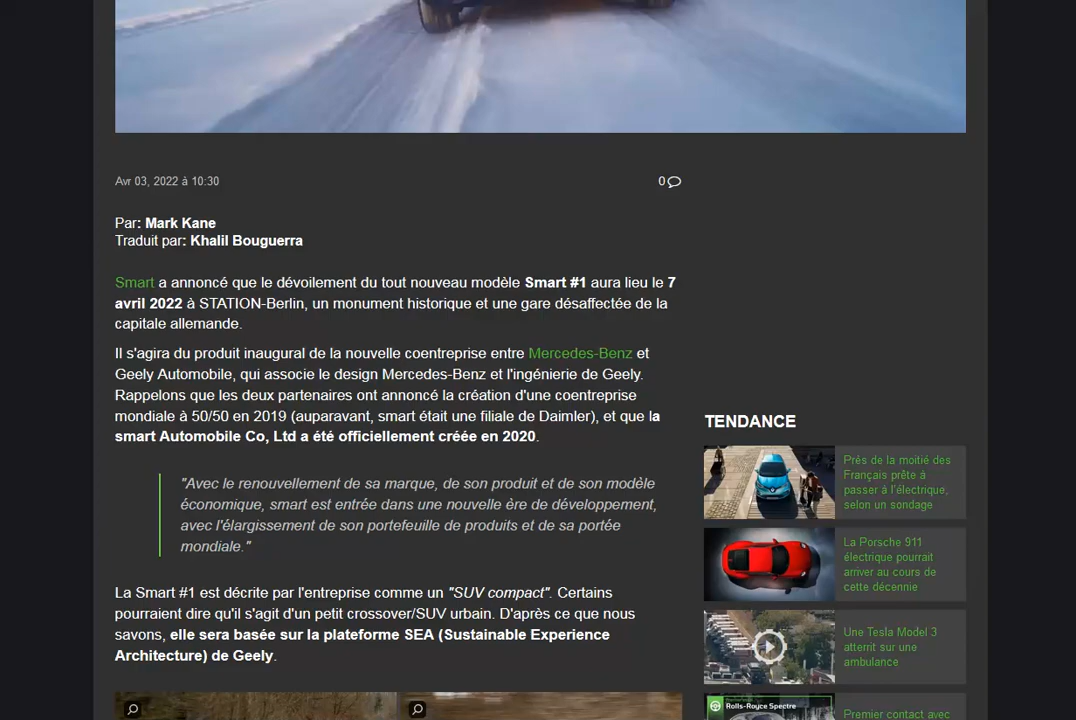 Avr 03, 2022 à 10:30
0
Par: Mark Kane
Traduit par: Khalil Bouguerra
Smart a annoncé que le dévoilement du tout nouveau modèle Smart #1 aura lieu le 7
avril 2022 à STATION-Berlin, un monument historique et une gare désaffectée de la
capitale allemande.
Il s'agira du produit inaugural de la nouvelle coentreprise entre Mercedes-Benz et
Geely Automobile, qui associe le design Mercedes-Benz et l'ingénierie de Geely.
Rappelons que les deux partenaires ont annoncé la création d'une coentreprise
mondiale à 50/50 en 2019 (auparavant, smart était une filiale de Daimler), et que la
smart Automobile Co, Ltd a été officiellement créée en 2020.
"Avec le renouvellement de sa marque, de son produit et de son modèle
économique, smart est entrée dans une nouvelle ère de développement,
avec l'élargissement de son portefeuille de produits et de sa portée
mondiale."
La Smart #1 est décrite par l'entreprise comme un "SUV compact". Certains
pourraient dire qu'il s'agit d'un petit crossover/SUV urbain. D'après ce que nous
savons, elle sera basée sur la plateforme SEA (Sustainable Experience
Architecture) de Geely.
TENDANCE
Près de la moitié des
Français prête à
passer à l'électrique,
selon un sondage
La Porsche 911
électrique pourrait
arriver au cours de
cette décennie
Une Tesla Model 3
atterrit sur une
ambulance
Rolls-Royce Spectre
Premier contact avec